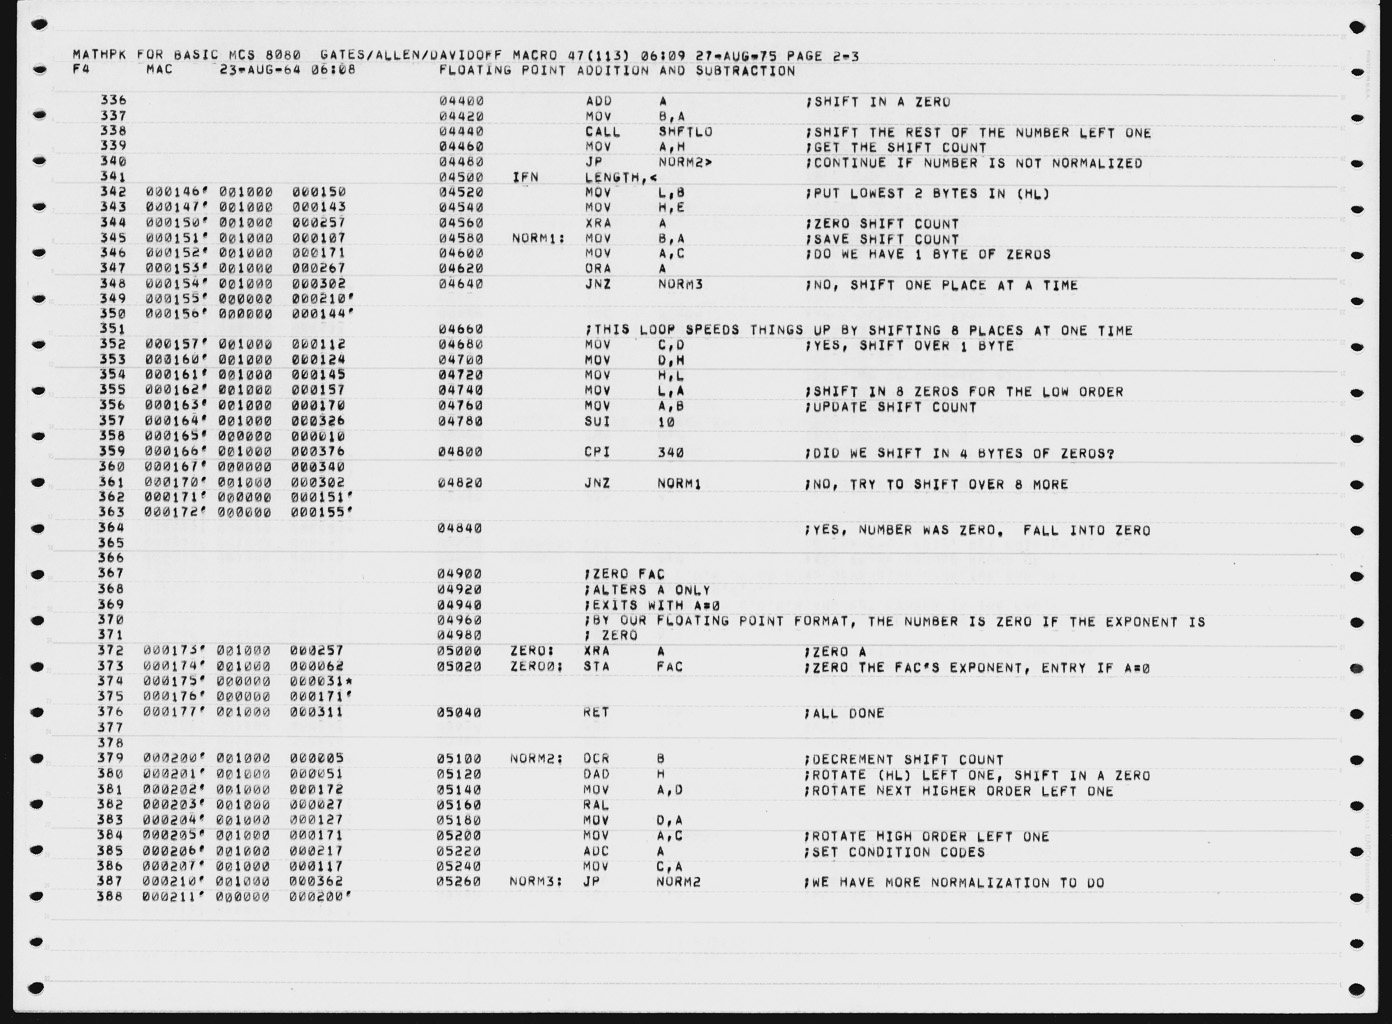 MATHPK FOR BASIC MCS 8080  GATES/ALLEN/DAVIDOFF MACRO 47(113) 06:09 27-AUG-75 PAGE 2-3
F4      MAC     23-AUG-64 06:08         FLOATING POINT ADDITION AND SUBTRACTION
336                             04400           ADD     A               ;SHIFT IN A ZERO
337                             04420           MOV     B,A
338                             04440           CALL    SHFTLO          ;SHIFT THE REST OF THE NUMBER LEFT ONE
339                             04460           MOV     A,H             ;GET THE SHIFT COUNT
340                             04480           JP      NORM2>          ;CONTINUE IF NUMBER IS NOT NORMALIZED
341                             04500   IFN     LENGTH,<
342  000146' 001000  000150     04520           MOV     L,B             ;PUT LOWEST 2 BYTES IN (HL)
343  000147' 001000  000143     04540           MOV     H,E
344  000150' 001000  000257     04560           XRA     A               ;ZERO SHIFT COUNT
345  000151' 001000  000107     04580   NORM1:  MOV     B,A             ;SAVE SHIFT COUNT
346  000152' 001000  000171     04600           MOV     A,C             ;DO WE HAVE 1 BYTE OF ZEROS
347  000153' 001000  000267     04620           ORA     A
348  000154' 001000  000302     04640           JNZ     NORM3           ;NO, SHIFT ONE PLACE AT A TIME
349  000155' 000000  000210'
350  000156' 000000  000144'
351                             04660           ;THIS LOOP SPEEDS THINGS UP BY SHIFTING 8 PLACES AT ONE TIME
352  000157' 001000  000112     04680           MOV     C,D             ;YES, SHIFT OVER 1 BYTE
353  000160' 001000  000124     04700           MOV     D,H
354  000161' 001000  000145     04720           MOV     H,L
355  000162' 001000  000157     04740           MOV     L,A             ;SHIFT IN 8 ZEROS FOR THE LOW ORDER
356  000163' 001000  000170     04760           MOV     A,B             ;UPDATE SHIFT COUNT
357  000164' 001000  000326     04780           SUI     10
358  000165' 000000  000010
359  000166' 001000  000376     04800           CPI     340             ;DID WE SHIFT IN 4 BYTES OF ZEROS?
360  000167' 000000  000340
361  000170' 001000  000302     04820           JNZ     NORM1           ;NO, TRY TO SHIFT OVER 8 MORE
362  000171' 000000  000151'
363  000172' 000000  000155'
364                             04840                                   ;YES, NUMBER WAS ZERO.  FALL INTO ZERO
365
366
367                             04900           ;ZERO FAC
368                             04920           ;ALTERS A ONLY
369                             04940           ;EXITS WITH A=0
370                             04960           ;BY OUR FLOATING POINT FORMAT, THE NUMBER IS ZERO IF THE EXPONENT IS
371                             04980           ; ZERO
372  000173' 001000  000257     05000   ZERO:   XRA     A               ;ZERO A
373  000174' 001000  000062     05020   ZERO0:  STA     FAC             ;ZERO THE FAC'S EXPONENT, ENTRY IF A=0
374  000175' 000000  000031*
375  000176' 000000  000171'
376  000177' 001000  000311     05040           RET                     ;ALL DONE
377
378
379  000200' 001000  000005     05100   NORM2:  DCR     B               ;DECREMENT SHIFT COUNT
380  000201' 001000  000051     05120           DAD     H               ;ROTATE (HL) LEFT ONE, SHIFT IN A ZERO
381  000202' 001000  000172     05140           MOV     A,D             ;ROTATE NEXT HIGHER ORDER LEFT ONE
382  000203' 001000  000027     05160           RAL
383  000204' 001000  000127     05180           MOV     D,A
384  000205' 001000  000171     05200           MOV     A,C             ;ROTATE HIGH ORDER LEFT ONE
385  000206' 001000  000217     05220           ADC     A               ;SET CONDITION CODES
386  000207' 001000  000117     05240           MOV     C,A
387  000210' 001000  000362     05260   NORM3:  JP      NORM2           ;WE HAVE MORE NORMALIZATION TO DO
388  000211' 000000  000200'